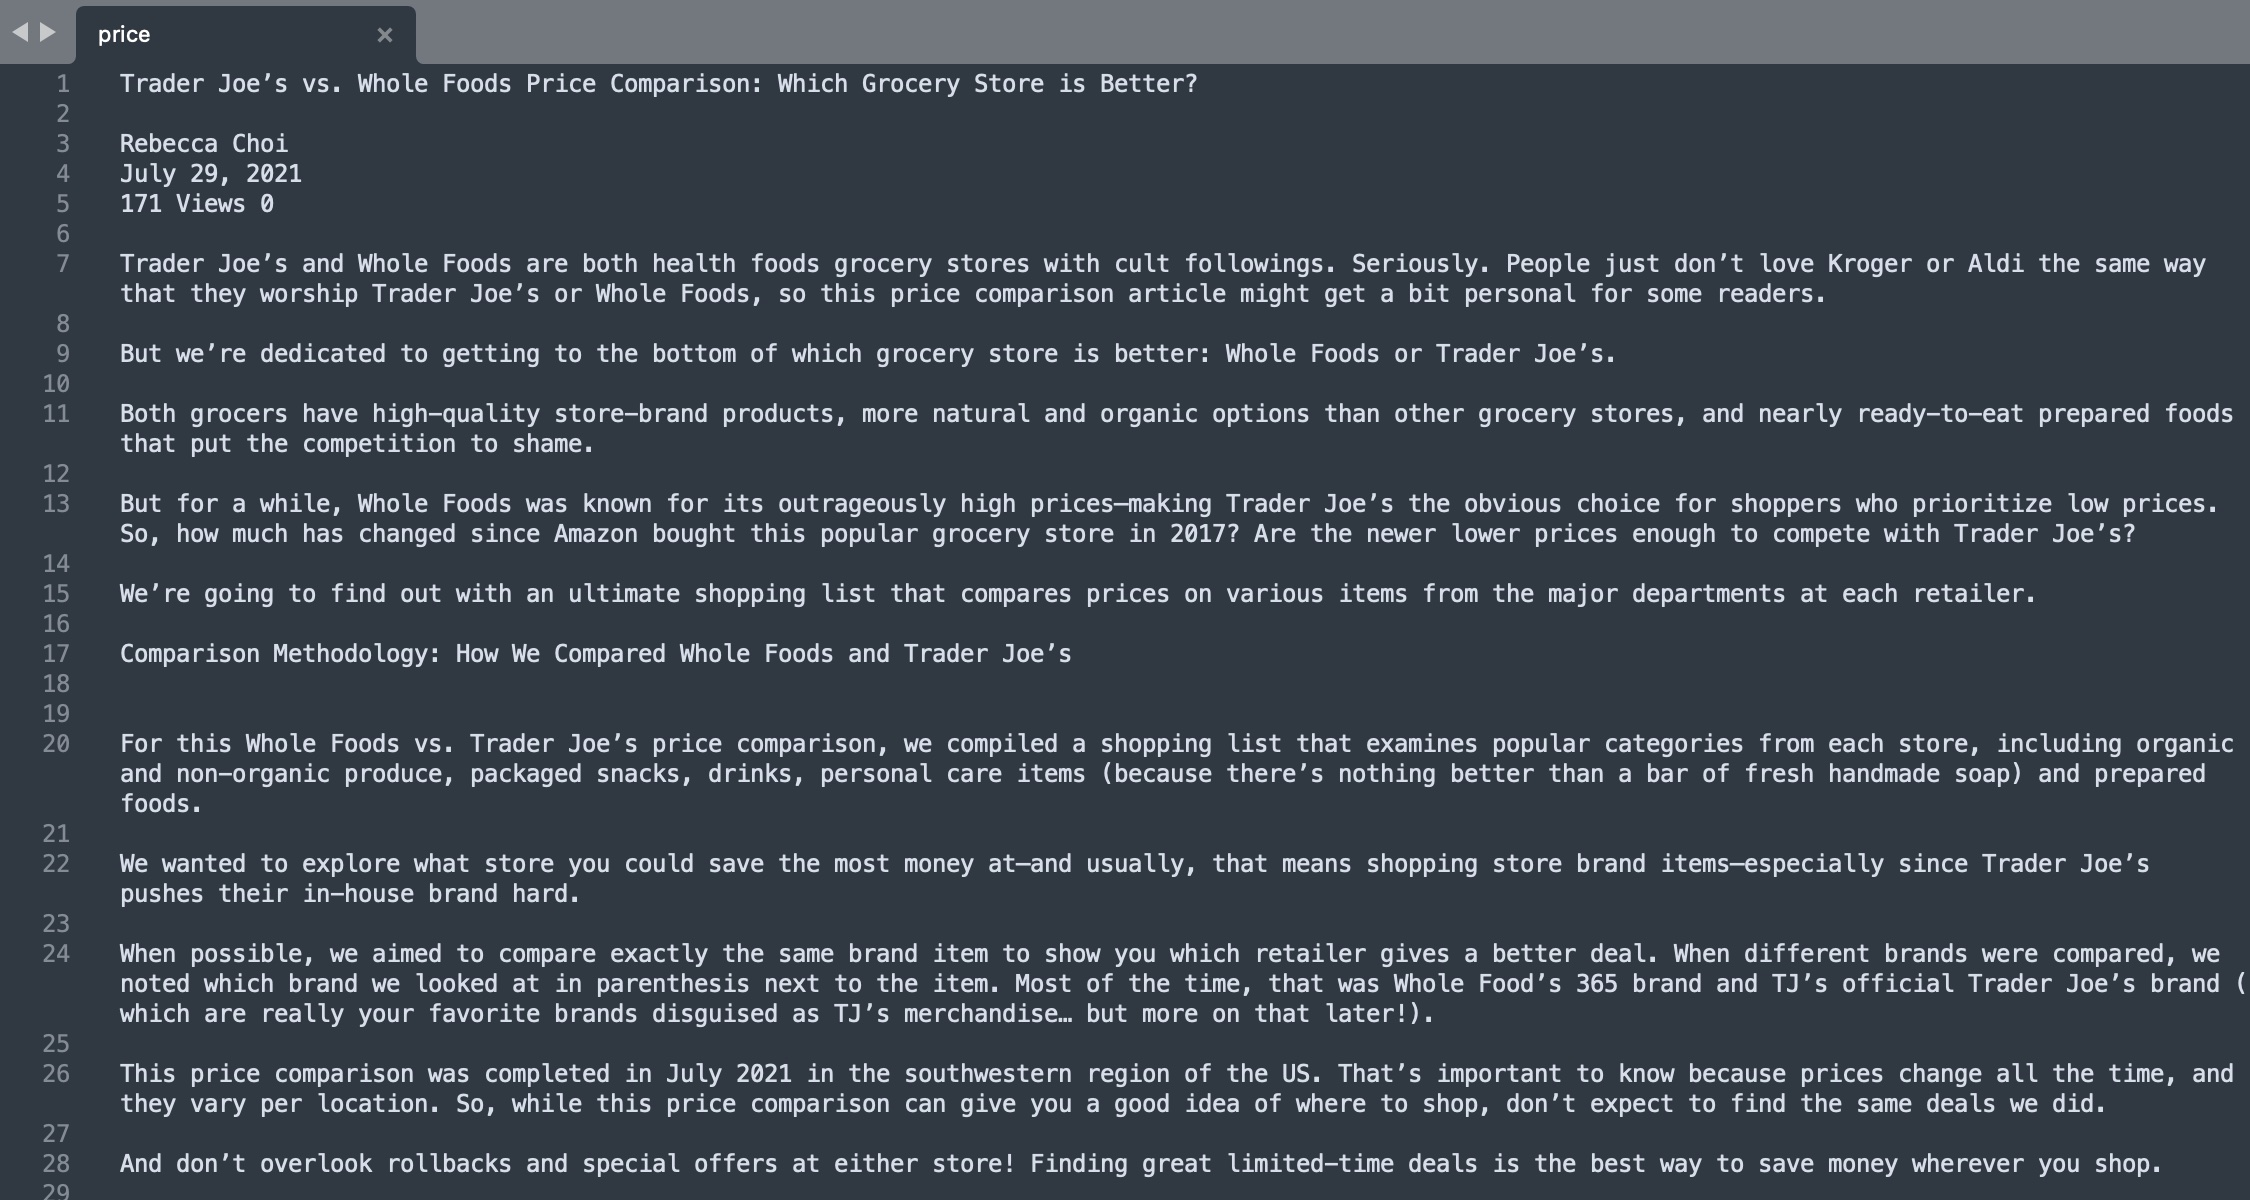 price
1 Trader Joe’s vs. Whole Foods Price Comparison: Which Grocery Store is Better?
2
3 Rebecca Choi
4 July 29, 2021
5 171 Views 0
6
7 Trader Joe’s and Whole Foods are both health foods grocery stores with cult followings. Seriously. People just don’t love Kroger or Aldi the same way
that they worship Trader Joe’s or Whole Foods, so this price comparison article might get a bit personal for some readers.
8
9 But we’re dedicated to getting to the bottom of which grocery store is better: Whole Foods or Trader Joe’s.
10
11 Both grocers have high-quality store-brand products, more natural and organic options than other grocery stores, and nearly ready-to-eat prepared foods
that put the competition to shame.
12
13 But for a while, Whole Foods was known for its outrageously high prices—making Trader Joe’s the obvious choice for shoppers who prioritize low prices.
So, how much has changed since Amazon bought this popular grocery store in 2017? Are the newer lower prices enough to compete with Trader Joe’s?
14
15 We’re going to find out with an ultimate shopping list that compares prices on various items from the major departments at each retailer.
16
17 Comparison Methodology: How We Compared Whole Foods and Trader Joe’s
18
19
20 For this Whole Foods vs. Trader Joe’s price comparison, we compiled a shopping list that examines popular categories from each store, including organic
and non-organic produce, packaged snacks, drinks, personal care items (because there’s nothing better than a bar of fresh handmade soap) and prepared
foods.
21
22 We wanted to explore what store you could save the most money at—and usually, that means shopping store brand items—especially since Trader Joe’s
pushes their in-house brand hard.
23
24 When possible, we aimed to compare exactly the same brand item to show you which retailer gives a better deal. When different brands were compared, we
noted which brand we looked at in parenthesis next to the item. Most of the time, that was Whole Food’s 365 brand and TJ’s official Trader Joe’s brand (
which are really your favorite brands disguised as TJ’s merchandise… but more on that later!).
25
26 This price comparison was completed in July 2021 in the southwestern region of the US. That’s important to know because prices change all the time, and
they vary per location. So, while this price comparison can give you a good idea of where to shop, don’t expect to find the same deals we did.
27
28 And don’t overlook rollbacks and special offers at either store! Finding great limited-time deals is the best way to save money wherever you shop.
29